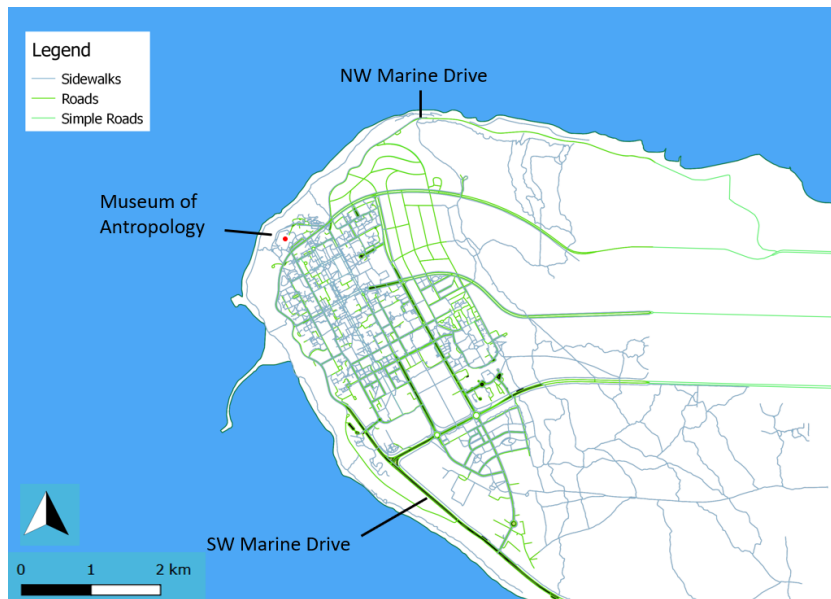 Legend
Sidewalks
Roads
Simple Roads
NW Marine Drive
Museum of
Antropology
SW Marine Drive
0 1 2 km